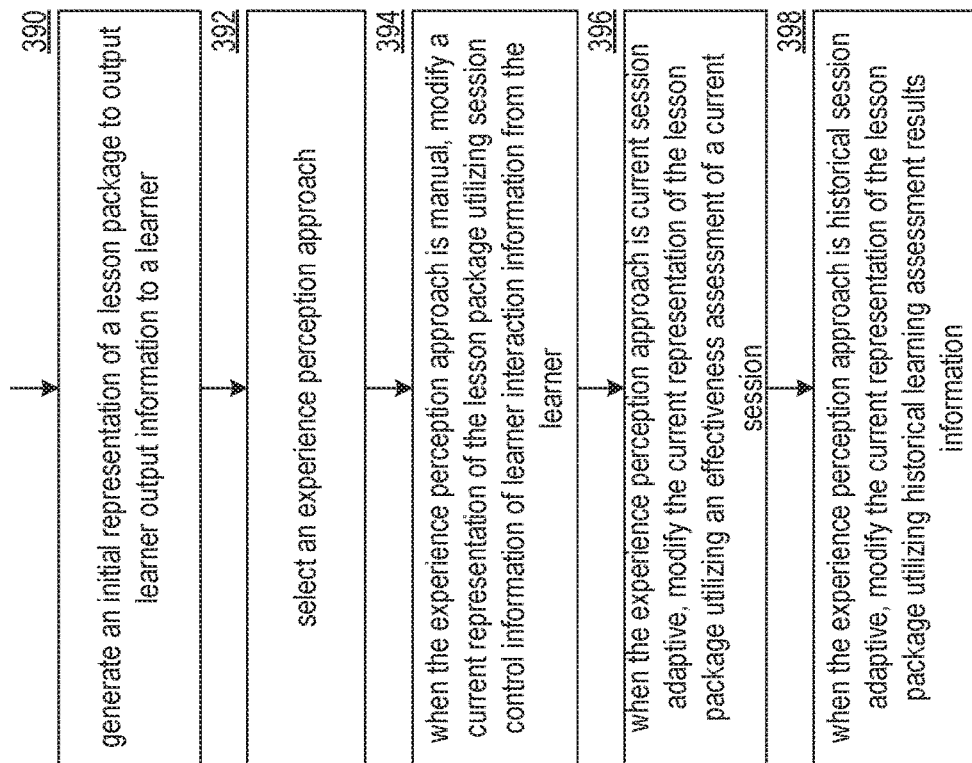 390
generate an initial representation of a lesson package to output
learner output information to a learner
392
select an experience perception approach
394
when the experience perception approach is manual, modify a
current representation of the lesson package utilizing session
control information of learner interaction information from the
learner
396
when the experience perception approach is current session
adaptive, modify the current representation of the lesson
package utilizing an effectiveness assessment of a current
session
398
when the experience perception approach is historical session
adaptive, modify the current representation of the lesson
package utilizing historical learning assessment results
information